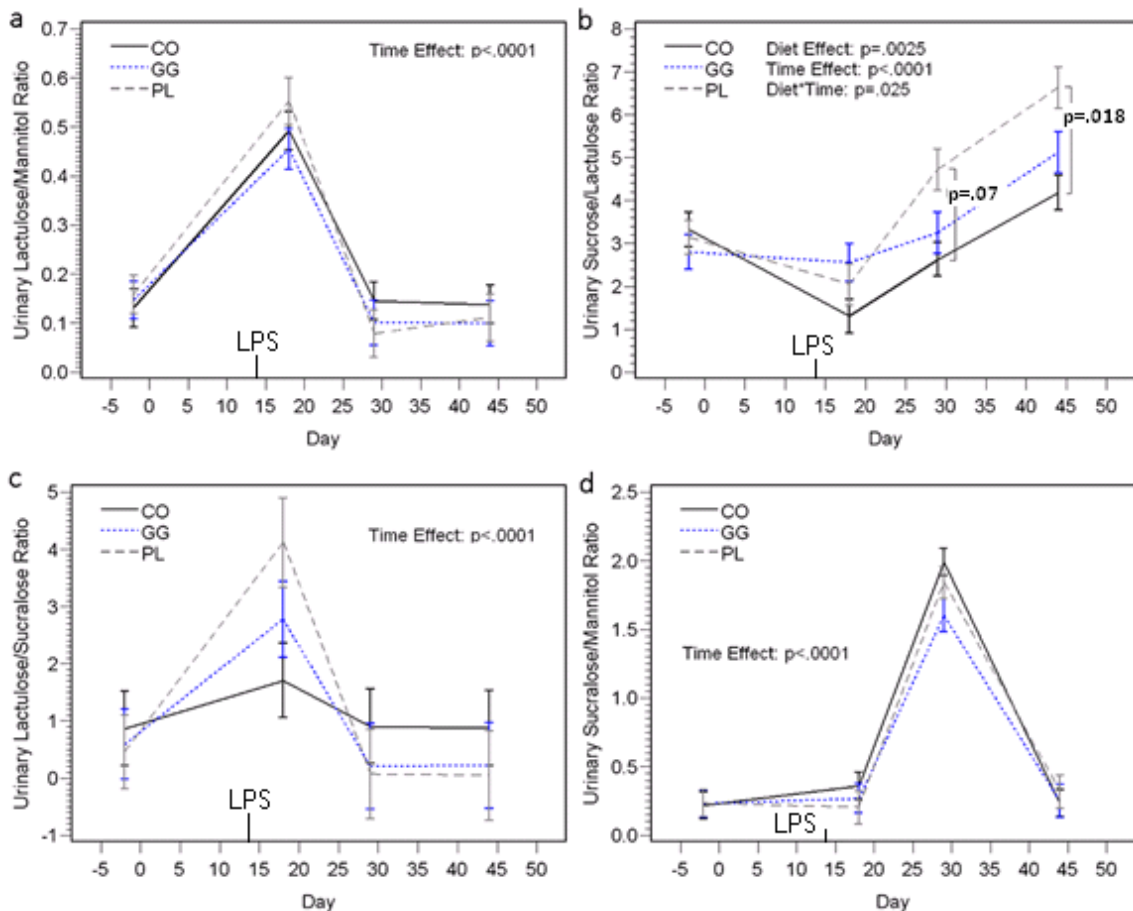 a
Urinary Lactulose/Mannitol Ratio
0.7
0.6
0.5
0.4
0.3
0.2
0.1
0.0
CO
GG
PL
Time Effect: p<.0001
LPS
-5 0 5 10 15 20 25 30 35 40 45 50
Day
b
Urinary Sucrose/Lactulose Ratio
8
7
6
5
4
3
2
1
0
CO
GG
PL
Diet Effect: p=.0025
Time Effect: p<.0001
Diet*Time: p=.025
p=.018
p=.07
LPS
-5 0 5 10 15 20 25 30 35 40 45 50
Day
c
Urinary Lactulose/Sucralose Ratio
5
4
3
2
1
0
-1
CO
GG
PL
Time Effect: p<.0001
LPS
-5 0 5 10 15 20 25 30 35 40 45 50
Day
d
Urinary Sucralose/Mannitol Ratio
2.5
2.0
1.5
1.0
0.5
0.0
CO
GG
PL
Time Effect: p<.0001
LPS
-5 0 5 10 15 20 25 30 35 40 45 50
Day